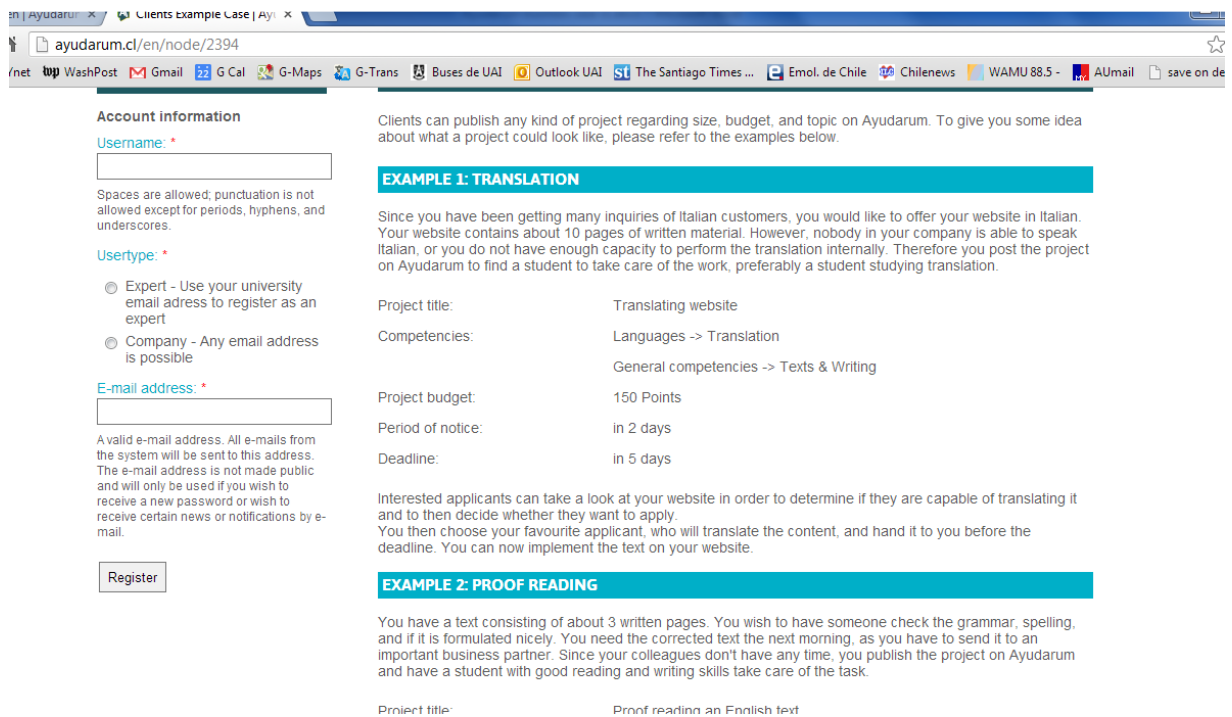 en | Ayudarum
Clients Example Case | Ay
ayudarum.cl/en/node/2394
WashPost Gmail G Cal G-Maps G-Trans Buses de UAI Outlook UAI The Santiago Times ... Emol. de Chile Chilenews WAMU 88.5 - AUmail save on de
Account information
Username: *
Spaces are allowed; punctuation is not
allowed except for periods, hyphens, and
underscores.
Usertype: *
Expert - Use your university
email adress to register as an
expert
Company - Any email address
is possible
E-mail address: *
A valid e-mail address. All e-mails from
the system will be sent to this address.
The e-mail address is not made public
and will only be used if you wish to
receive a new password or wish to
receive certain news or notifications by e-
mail.
Register
Clients can publish any kind of project regarding size, budget, and topic on Ayudarum. To give you some idea
about what a project could look like, please refer to the examples below.
EXAMPLE 1: TRANSLATION
Since you have been getting many inquiries of Italian customers, you would like to offer your website in Italian.
Your website contains about 10 pages of written material. However, nobody in your company is able to speak
Italian, or you do not have enough capacity to perform the translation internally. Therefore you post the project
on Ayudarum to find a student to take care of the work, preferably a student studying translation.
Project title: Translating website
Competencies: Languages -> Translation
General competencies -> Texts & Writing
Project budget: 150 Points
Period of notice: in 2 days
Deadline: in 5 days
Interested applicants can take a look at your website in order to determine if they are capable of translating it
and to then decide whether they want to apply.
You then choose your favourite applicant, who will translate the content, and hand it to you before the
deadline. You can now implement the text on your website.
EXAMPLE 2: PROOF READING
You have a text consisting of about 3 written pages. You wish to have someone check the grammar, spelling,
and if it is formulated nicely. You need the corrected text the next morning, as you have to send it to an
important business partner. Since your colleagues don't have any time, you publish the project on Ayudarum
and have a student with good reading and writing skills take care of the task.
Project title: Proof reading an English text